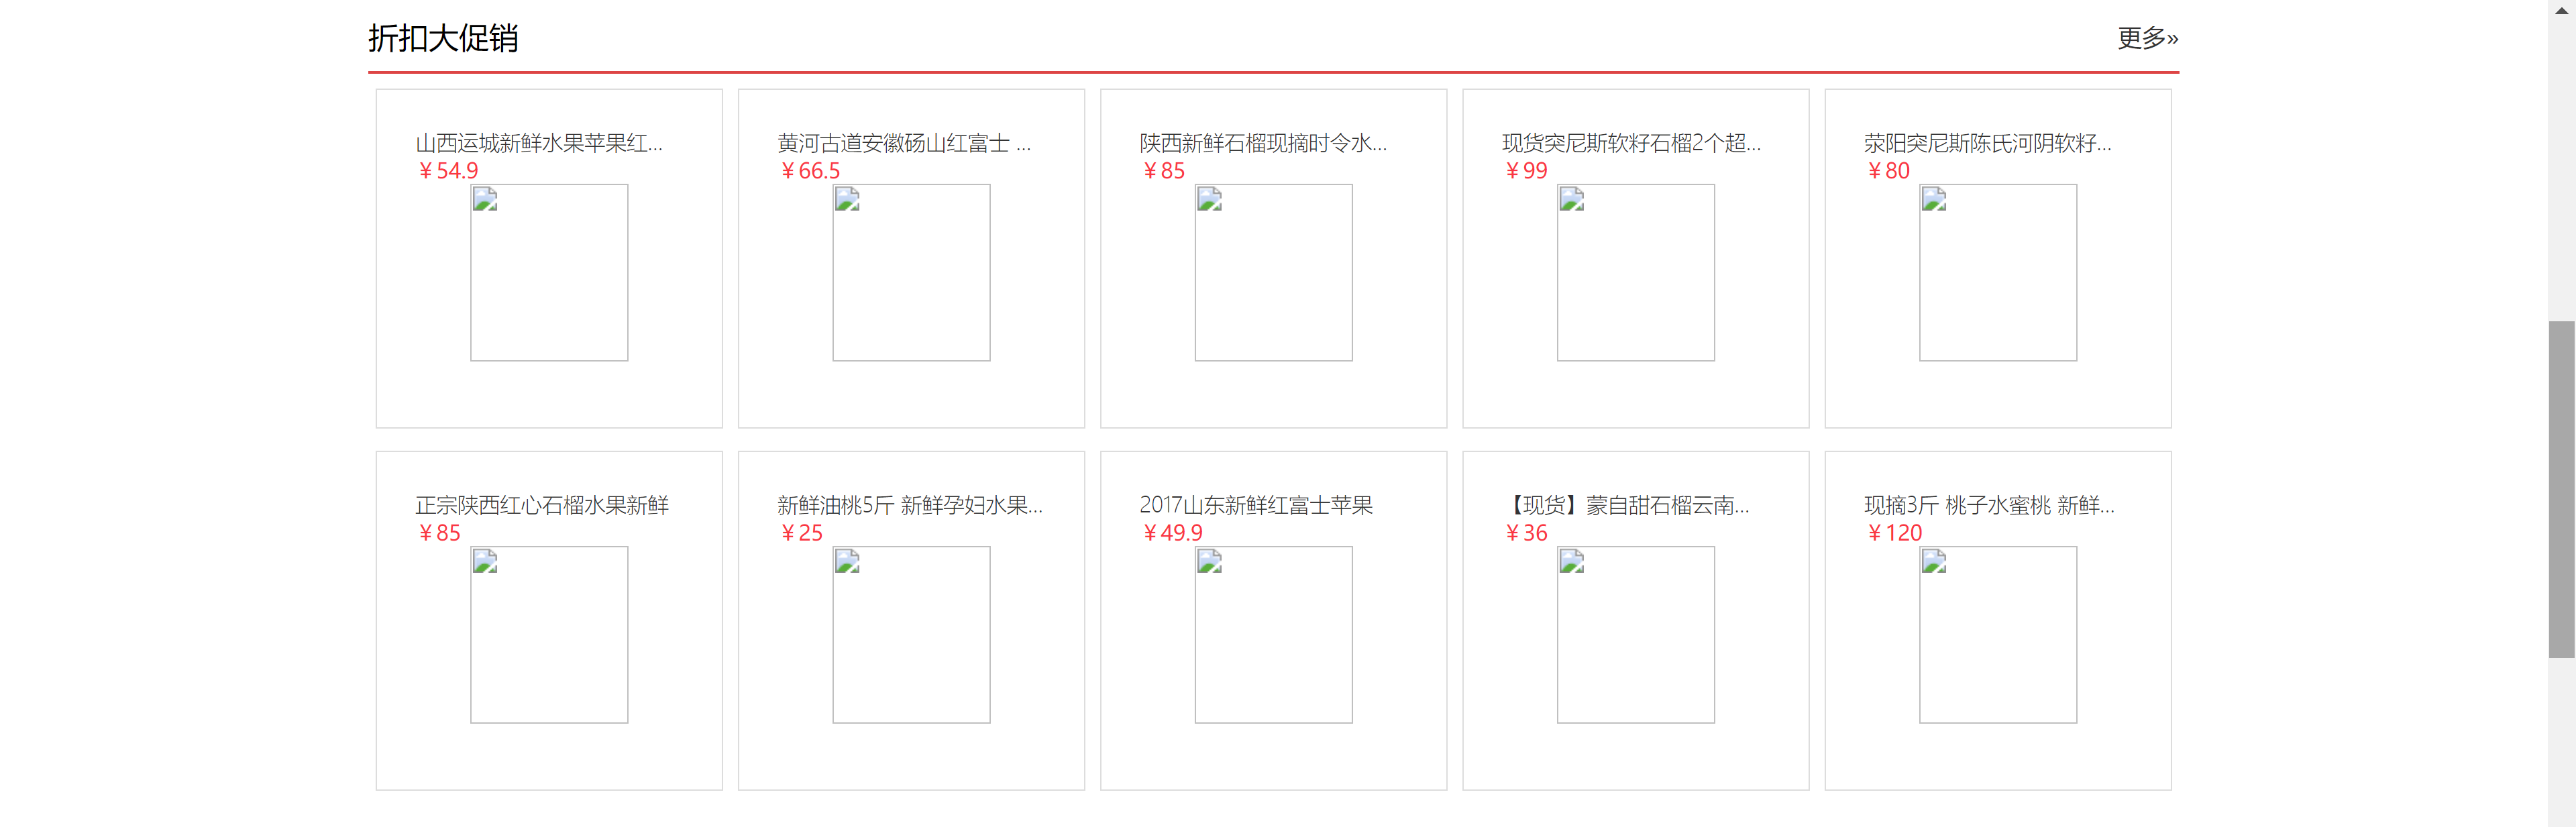 折扣大促销
更多»
山西运城新鲜水果苹果红...
￥54.9
黄河古道安徽砀山红富士 ...
￥66.5
陕西新鲜石榴现摘时令水...
￥85
现货突尼斯软籽石榴2个超...
￥99
荥阳突尼斯陈氏河阴软籽...
￥80
正宗陕西红心石榴水果新鲜
￥85
新鲜油桃5斤 新鲜孕妇水果...
￥25
2017山东新鲜红富士苹果
￥49.9
【现货】蒙自甜石榴云南...
￥36
现摘3斤 桃子水蜜桃 新鲜...
￥120